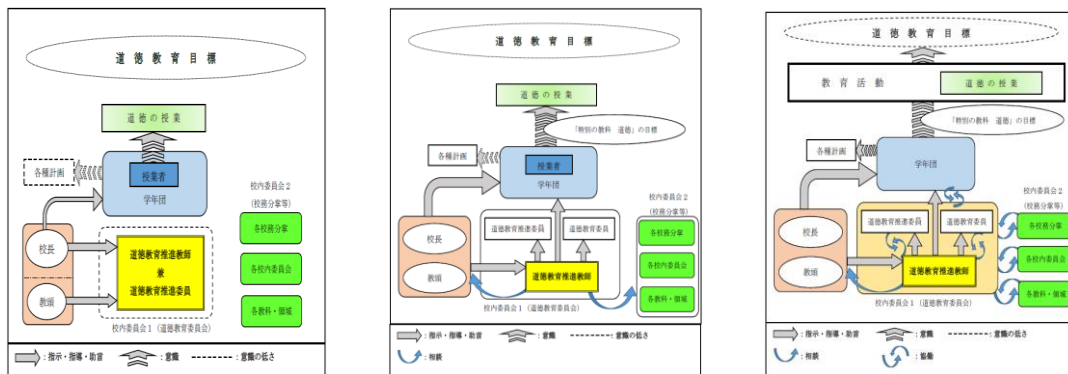 道徳教育目標
道徳の授業
各種計画
授業者
学年団
校内委員会2
(校務分掌等)
校長
教頭
道徳教育推進教師
兼
道徳教育推進委員
各校務分掌
各校内委員会
各教科・領域
校内委員会1(道徳教育委員会)
:指示・指導・助言
:意識
:意識の低さ
道徳教育目標
道徳の授業
「特別の教科 道徳」の目標
各種計画
授業者
学年団
校内委員会2
(校務分掌等)
校長
教頭
道徳教育推進委員
道徳教育委員
道徳教育推進教師
各校務分掌
各校内委員会
各教科・領域
校内委員会1(道徳教育委員会)
:指示・指導・助言
:意識
:意識の低さ
:相談
道徳教育目標
教育活動
道徳の授業
「特別の教科 道徳」の目標
各種計画
学年団
校内委員会2
(校務分掌等)
校長
教頭
道徳教育推進委員
道徳教育委員
道徳教育推進教師
各校務分掌
各校内委員会
各教科・領域
校内委員会1(道徳教育委員会)
:指示・指導・助言
:意識
:意識の低さ
:相談
:協働